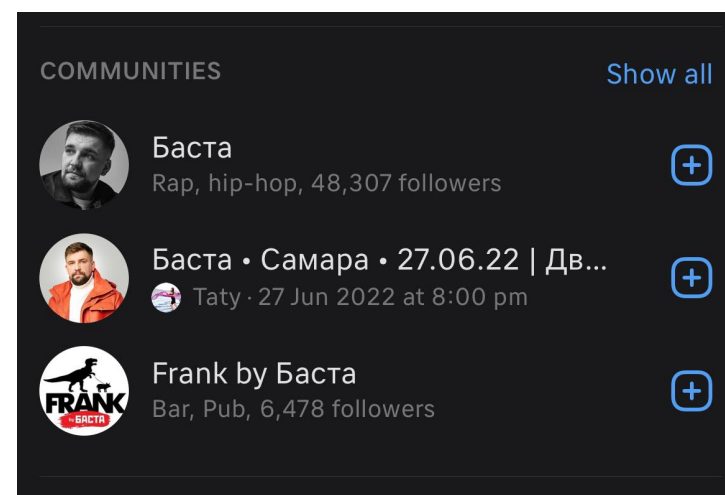 COMMUNITIES
Show all
Баста
Rap, hip-hop, 48,307 followers
Баста • Самара • 27.06.22 | Дв...
Taty · 27 Jun 2022 at 8:00 pm
FRANK
by БАСТА
Frank by Баста
Bar, Pub, 6,478 followers